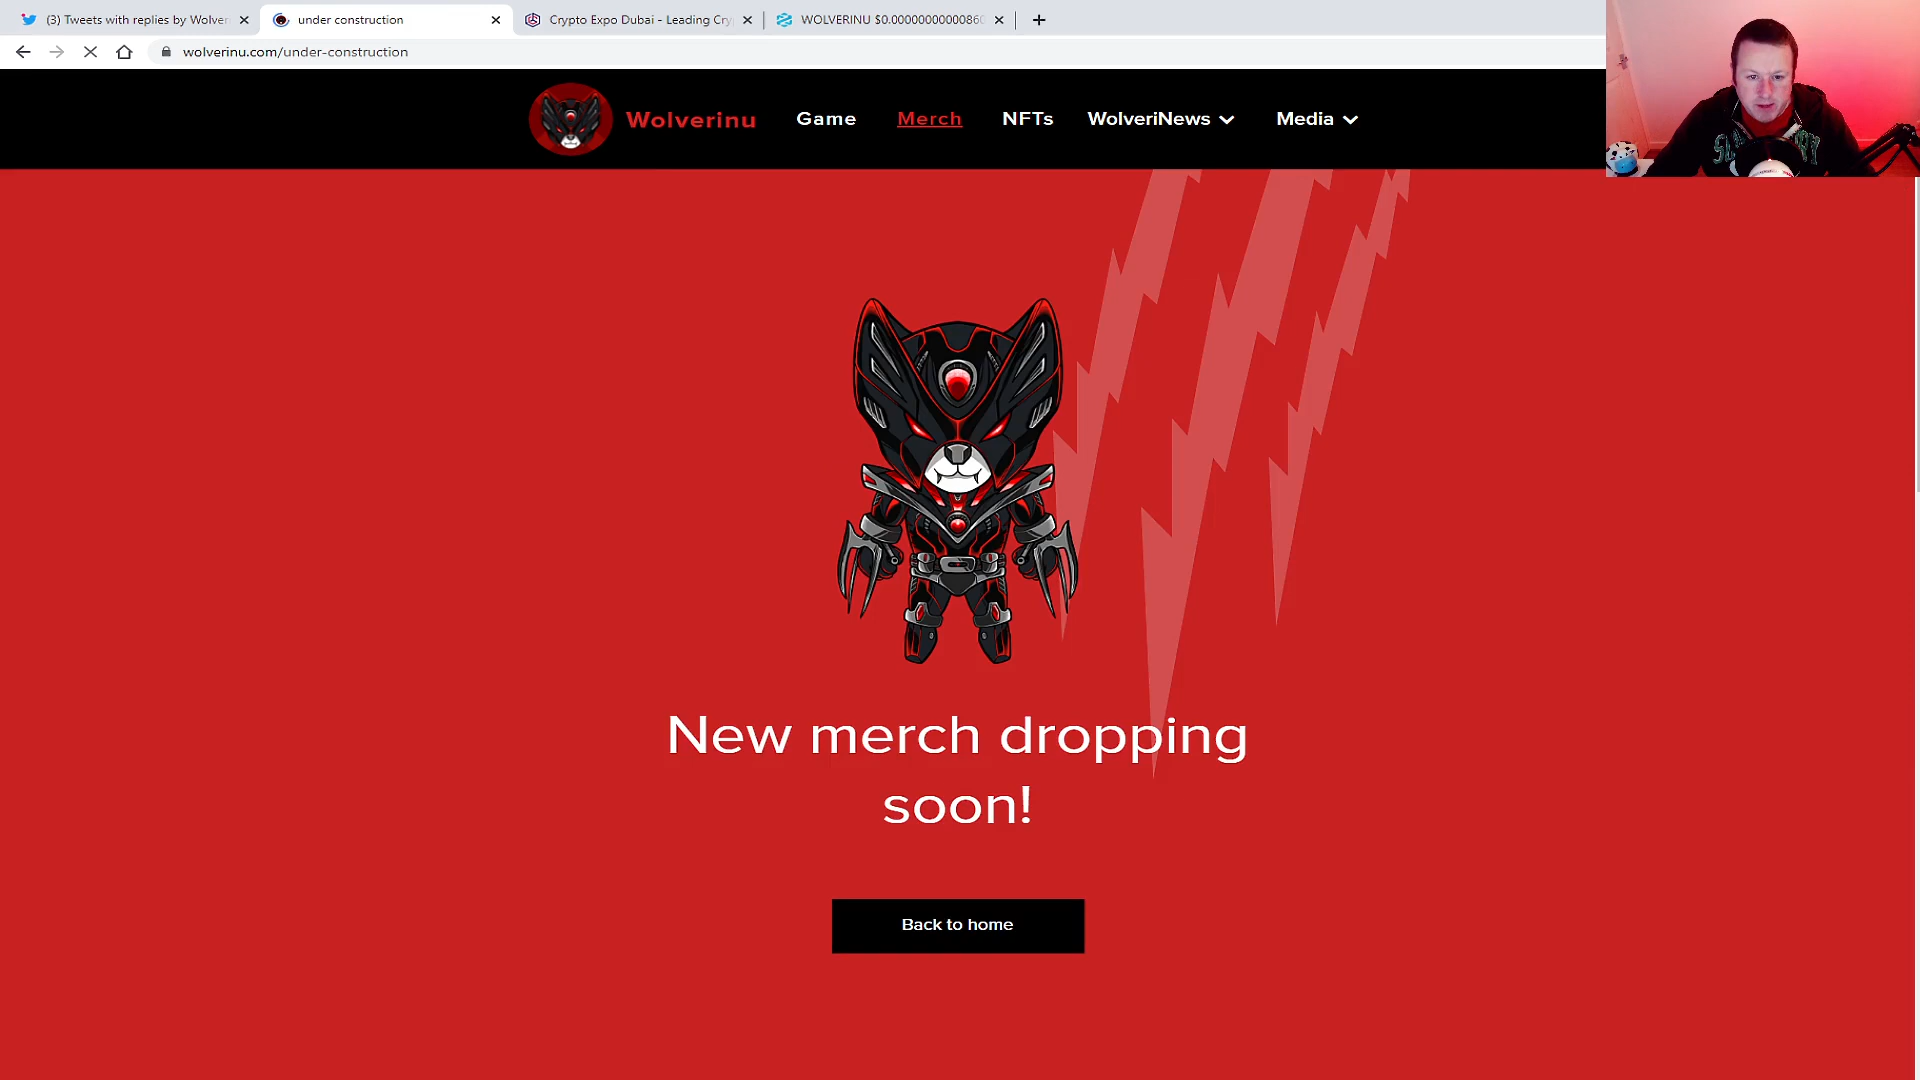 (3) Tweets with replies by Wolver
under construction
Crypto Expo Dubai - Leading Cry
WOLVERINU $0.0000000000086
wolverinu.com/under-construction
Wolverinu
Game
Merch
NFTs
WolveriNews
Media
New merch dropping
soon!
Back to home